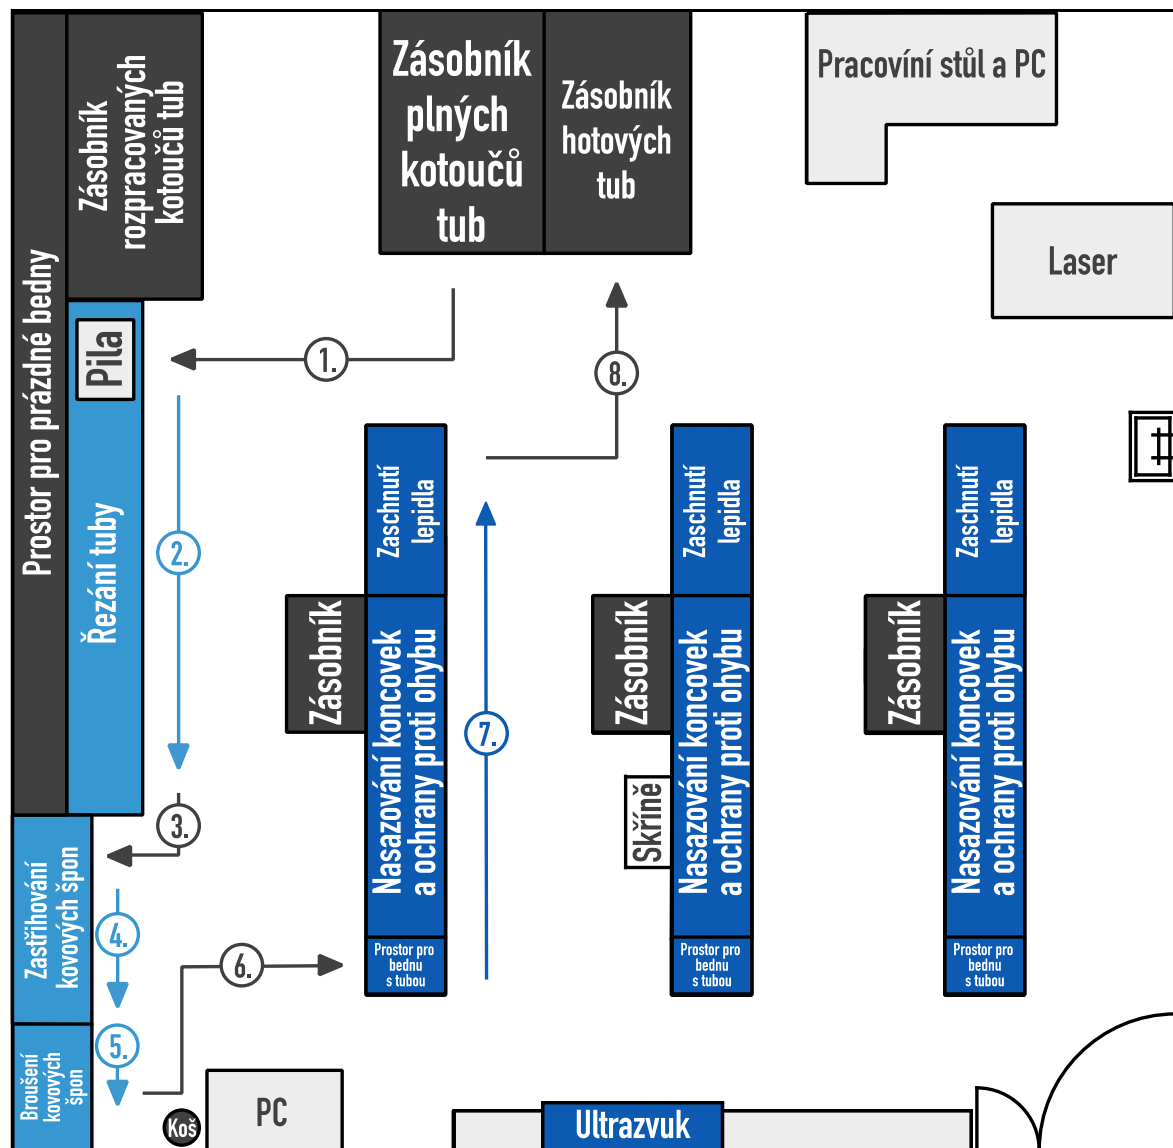 Prostor pro prázdné bedny
Zásobník
rozpracovaných
kotoučů tub
Zásobník
plných
kotoučů
tub
Zásobník
hotových
tub
Pracovíní stůl a PC
Laser
Pila
Řezání tuby
1.
8.
2.
Zaschnutí
lepidla
Zaschnutí
lepidla
Zaschnutí
lepidla
Zásobník
Nasazování koncovek
a ochrany proti ohybu
7.
Zásobník
Nasazování koncovek
a ochrany proti ohybu
Zásobník
Nasazování koncovek
a ochrany proti ohybu
Skříně
3.
Zastřihování
kovových špon
4.
6.
Prostor pro
bednu
s tubou
Prostor pro
bednu
s tubou
Prostor pro
bednu
s tubou
Broušení
kovových
špon
5.
Koš
PC
Ultrazvuk